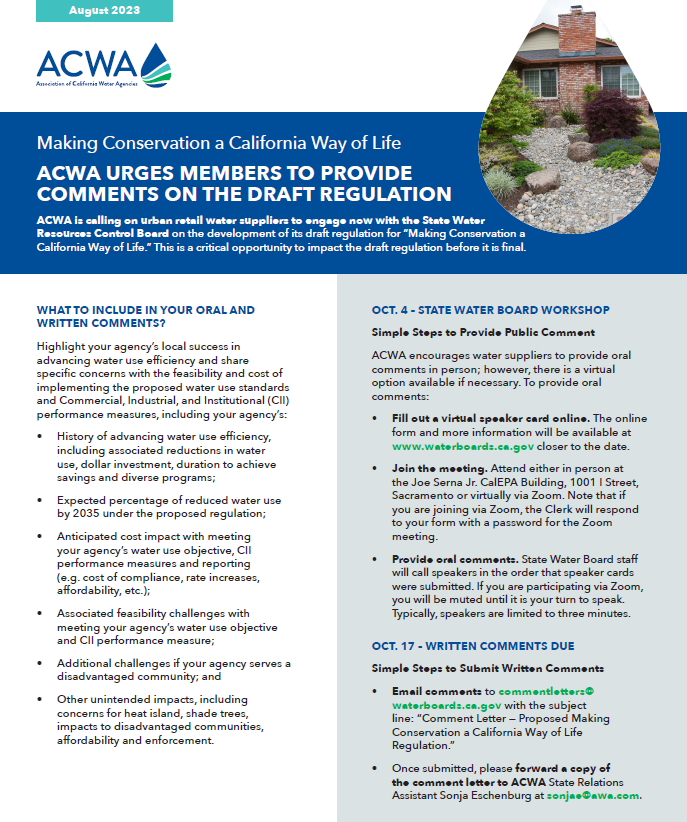 August 2023
ACWA
Association of California Water Agencies
Making Conservation a California Way of Life
ACWA URGES MEMBERS TO PROVIDE
COMMENTS ON THE DRAFT REGULATION
ACWA is calling on urban retail water suppliers to engage now with the State Water
Resources Control Board on the development of its draft regulation for “Making Conservation a
California Way of Life.” This is a critical opportunity to impact the draft regulation before it is final.
WHAT TO INCLUDE IN YOUR ORAL AND
WRITTEN COMMENTS?
Highlight your agency’s local success in
advancing water use efficiency and share
specific concerns with the feasibility and cost of
implementing the proposed water use standards
and Commercial, Industrial, and Institutional (CII)
performance measures, including your agency’s:
• History of advancing water use efficiency,
including associated reductions in water
use, dollar investment, duration to achieve
savings and diverse programs;
• Expected percentage of reduced water use
by 2035 under the proposed regulation;
• Anticipated cost impact with meeting
your agency’s water use objective, CII
performance measures and reporting
(e.g. cost of compliance, rate increases,
affordability, etc.);
• Associated feasibility challenges with
meeting your agency’s water use objective
and CII performance measure;
• Additional challenges if your agency serves a
disadvantaged community; and
• Other unintended impacts, including
concerns for heat island, shade trees,
impacts to disadvantaged communities,
affordability and enforcement.
OCT. 4 – STATE WATER BOARD WORKSHOP
Simple Steps to Provide Public Comment
ACWA encourages water suppliers to provide oral
comments in person; however, there is a virtual
option available if necessary. To provide oral
comments:
• Fill out a virtual speaker card online. The online
form and more information will be available at
www.waterboards.ca.gov closer to the date.
• Join the meeting. Attend either in person at
the Joe Serna Jr. CalEPA Building, 1001 I Street,
Sacramento or virtually via Zoom. Note that if
you are joining via Zoom, the Clerk will respond
to your form with a password for the Zoom
meeting.
• Provide oral comments. State Water Board staff
will call speakers in the order that speaker cards
were submitted. If you are participating via Zoom,
you will be muted until it is your turn to speak.
Typically, speakers are limited to three minutes.
OCT. 17 – WRITTEN COMMENTS DUE
Simple Steps to Submit Written Comments
• Email comments to commentletters@
waterboards.ca.gov with the subject
line: “Comment Letter — Proposed Making
Conservation a California Way of Life
Regulation.”
• Once submitted, please forward a copy of
the comment letter to ACWA State Relations
Assistant Sonja Eschenburg at sonjae@awa.com.